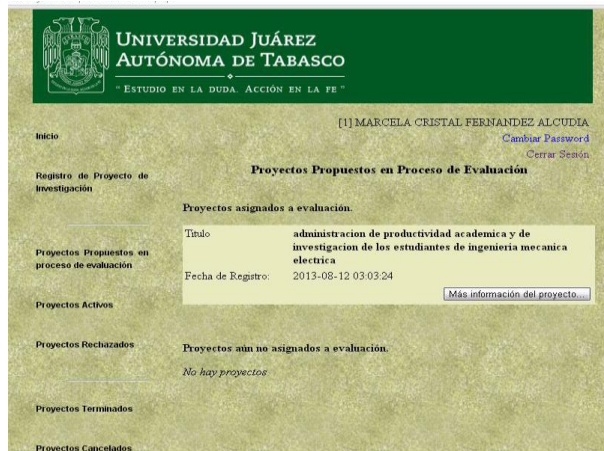 UNIVERSIDAD JUÁREZ
AUTÓNOMA DE TABASCO
"ESTUDIO EN LA DUDA. ACCIÓN EN LA FE"
[1] MARCELA CRISTAL FERNANDEZ ALCUDIA
Cambiar Password
Cerrar Sesión
Inicio
Registro de Proyecto de
Investigación
Proyectos Propuestos en
proceso de evaluación
Proyectos Activos
Proyectos Rechazados
Proyectos Terminados
Proyectos Cancelados
Proyectos Propuestos en Proceso de Evaluación
Proyectos asignados a evaluación.
Titulo administracion de productividad academica y de
investigacion de los estudiantes de ingenieria mecanica
electrica
Fecha de Registro: 2013-08-12 03:03:24
Más información del proyecto...
Proyectos aún no asignados a evaluación.
No hay proyectos